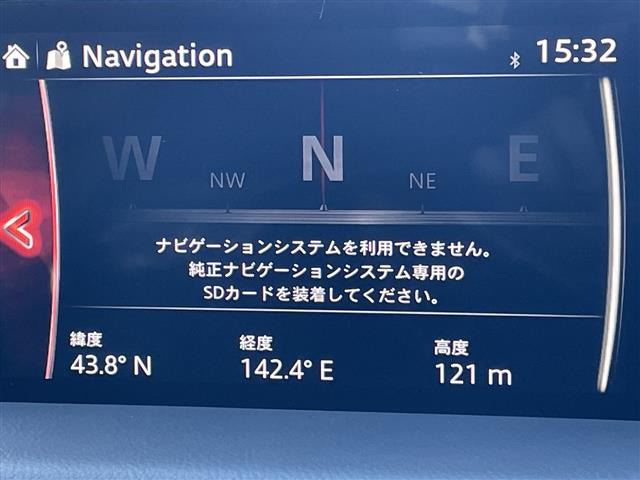 Navigation
15:32
W NW N NE E
ナビゲーションシステムを利用できません。
純正ナビゲーションシステム専用の
SDカードを装着してください。
緯度 経度 高度
43.8° N 142.4° E 121 m